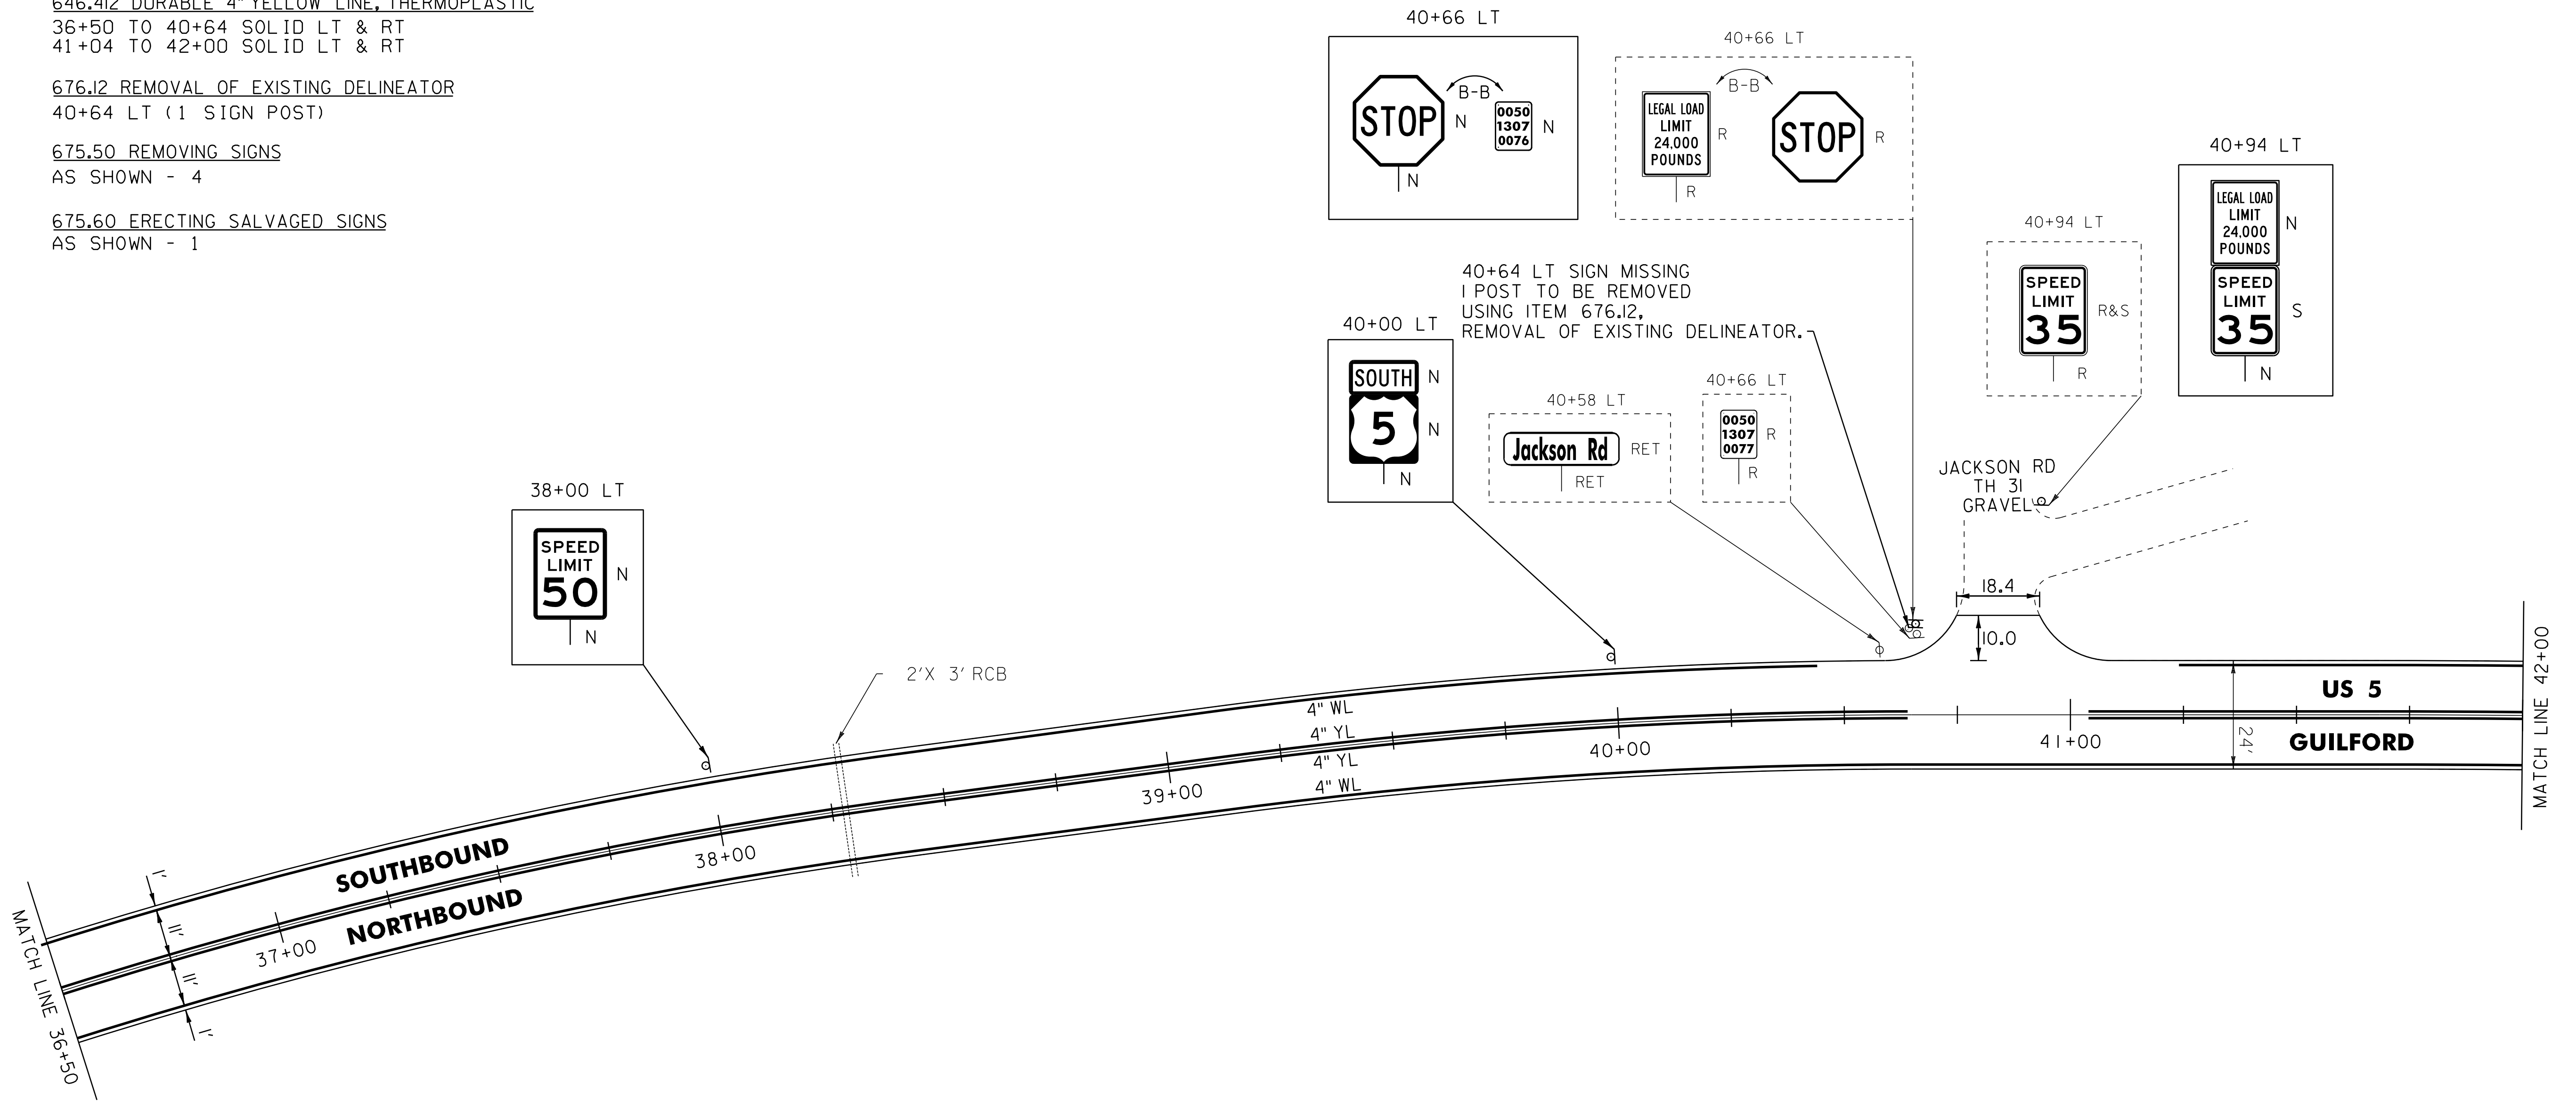 646.412 DURABLE 4" YELLOW LINE, THERMOPLASTIC
36+50 TO 40+64 SOLID LT & RT
41+04 TO 42+00 SOLID LT & RT
676.12 REMOVAL OF EXISTING DELINEATOR
40+64 LT (1 SIGN POST)
675.50 REMOVING SIGNS
AS SHOWN - 4
675.60 ERECTING SALVAGED SIGNS
AS SHOWN - 1
40+66 LT
STOP
N
B-B
0050
1307
0076
N
N
40+66 LT
LEGAL LOAD
LIMIT
24,000
POUNDS
R
B-B
STOP
R
R
40+94 LT
LEGAL LOAD
LIMIT
24,000
POUNDS
N
SPEED
LIMIT
35
S
N
40+94 LT
SPEED
LIMIT
35
R&S
R
40+64 LT SIGN MISSING
1 POST TO BE REMOVED
USING ITEM 676.12,
REMOVAL OF EXISTING DELINEATOR.
40+00 LT
SOUTH
N
5
N
N
40+58 LT
Jackson Rd
RET
RET
40+66 LT
0050
1307
0077
R
R
JACKSON RD
TH 31
GRAVEL
38+00 LT
SPEED
LIMIT
50
N
N
18.4
10.0
2'X 3' RCB
4" WL
4" YL
4" YL
4" WL
US 5
GUILFORD
24'
MATCH LINE 42+00
SOUTHBOUND
NORTHBOUND
37+00
38+00
39+00
40+00
41+00
1'
11'
11'
1'
MATCH LINE 36+50